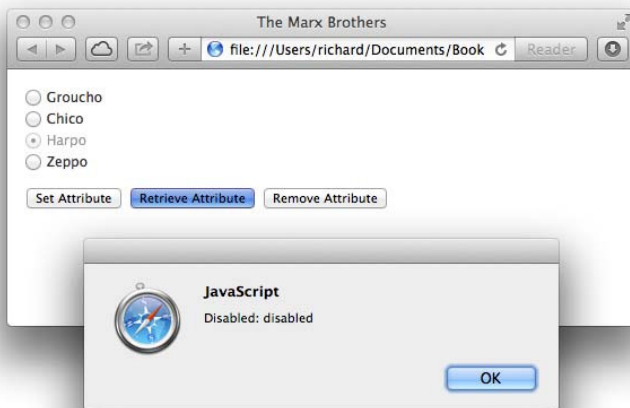 The Marx Brothers
file:///Users/richard/Documents/Book
Reader
Groucho
Chico
Harpo
Zeppo
Set Attribute Retrieve Attribute Remove Attribute
JavaScript
Disabled: disabled
OK